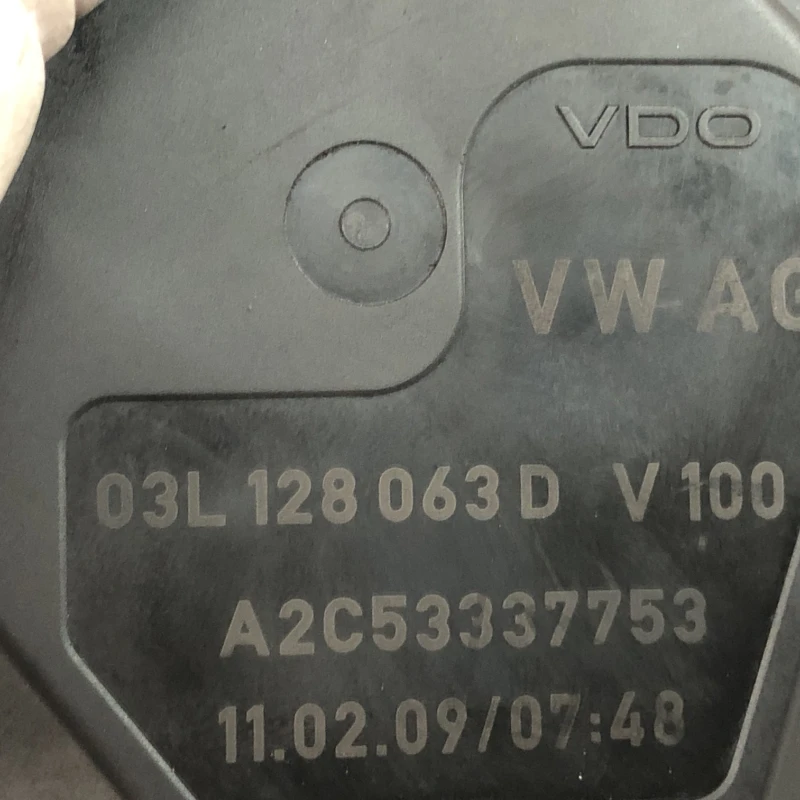 VDO
VW AG
03L 128 063 D V 100
A2C53337753
11.02.09/07:48